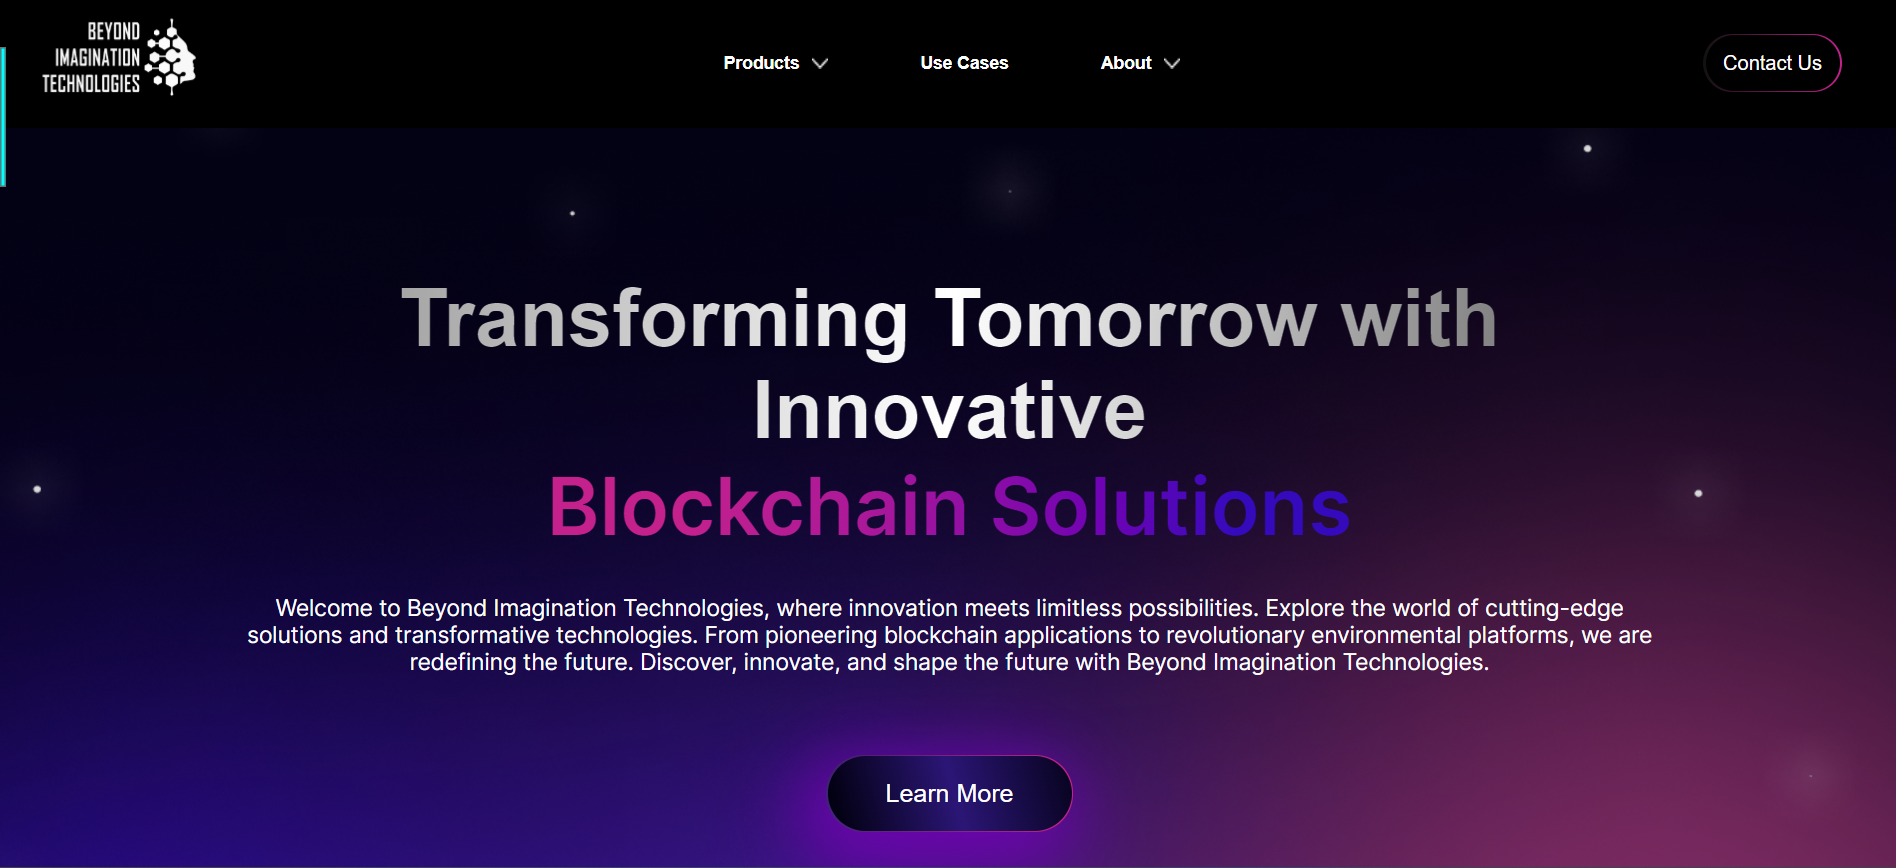 BEYOND
IMAGINATION
TECHNOLOGIES
Products
Use Cases
About
Contact Us
Transforming Tomorrow with
Innovative
Blockchain Solutions
Welcome to Beyond Imagination Technologies, where innovation meets limitless possibilities. Explore the world of cutting-edge
solutions and transformative technologies. From pioneering blockchain applications to revolutionary environmental platforms, we are
redefining the future. Discover, innovate, and shape the future with Beyond Imagination Technologies.
Learn More